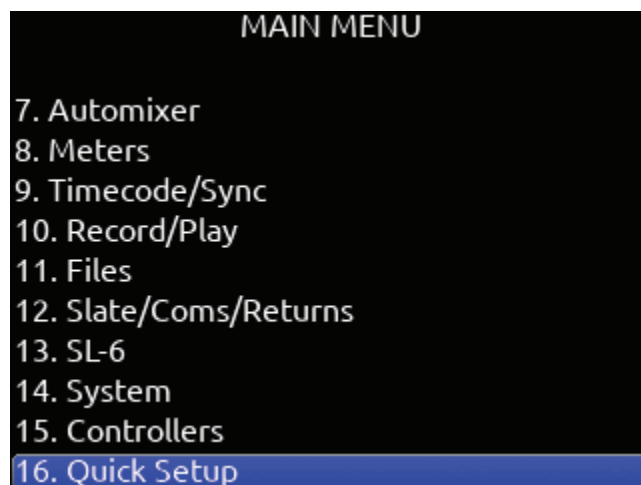 MAIN MENU
7. Automixer
8. Meters
9. Timecode/Sync
10. Record/Play
11. Files
12. Slate/Coms/Returns
13. SL-6
14. System
15. Controllers
16. Quick Setup